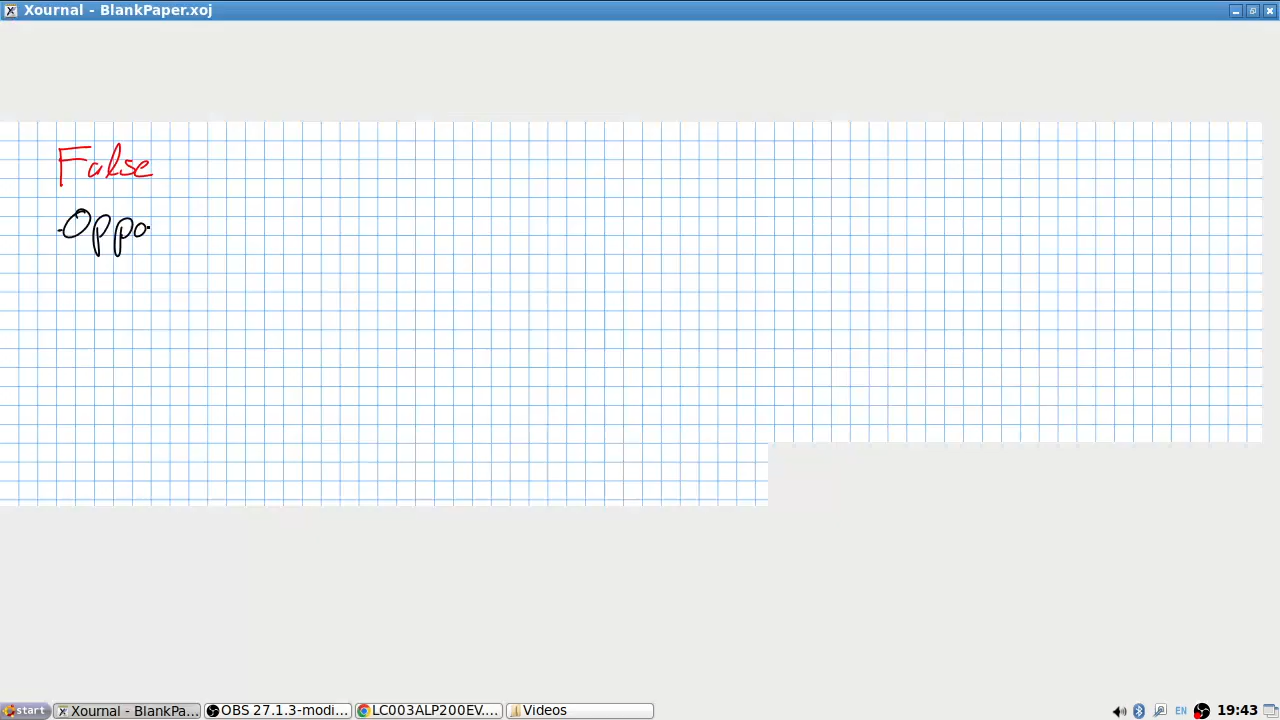 Xournal - BlankPaper.xoj
False
Oppo
start
Xournal - BlankPa...
OBS 27.1.3-modi...
LC003ALP200EV....
Videos
EN
19:43